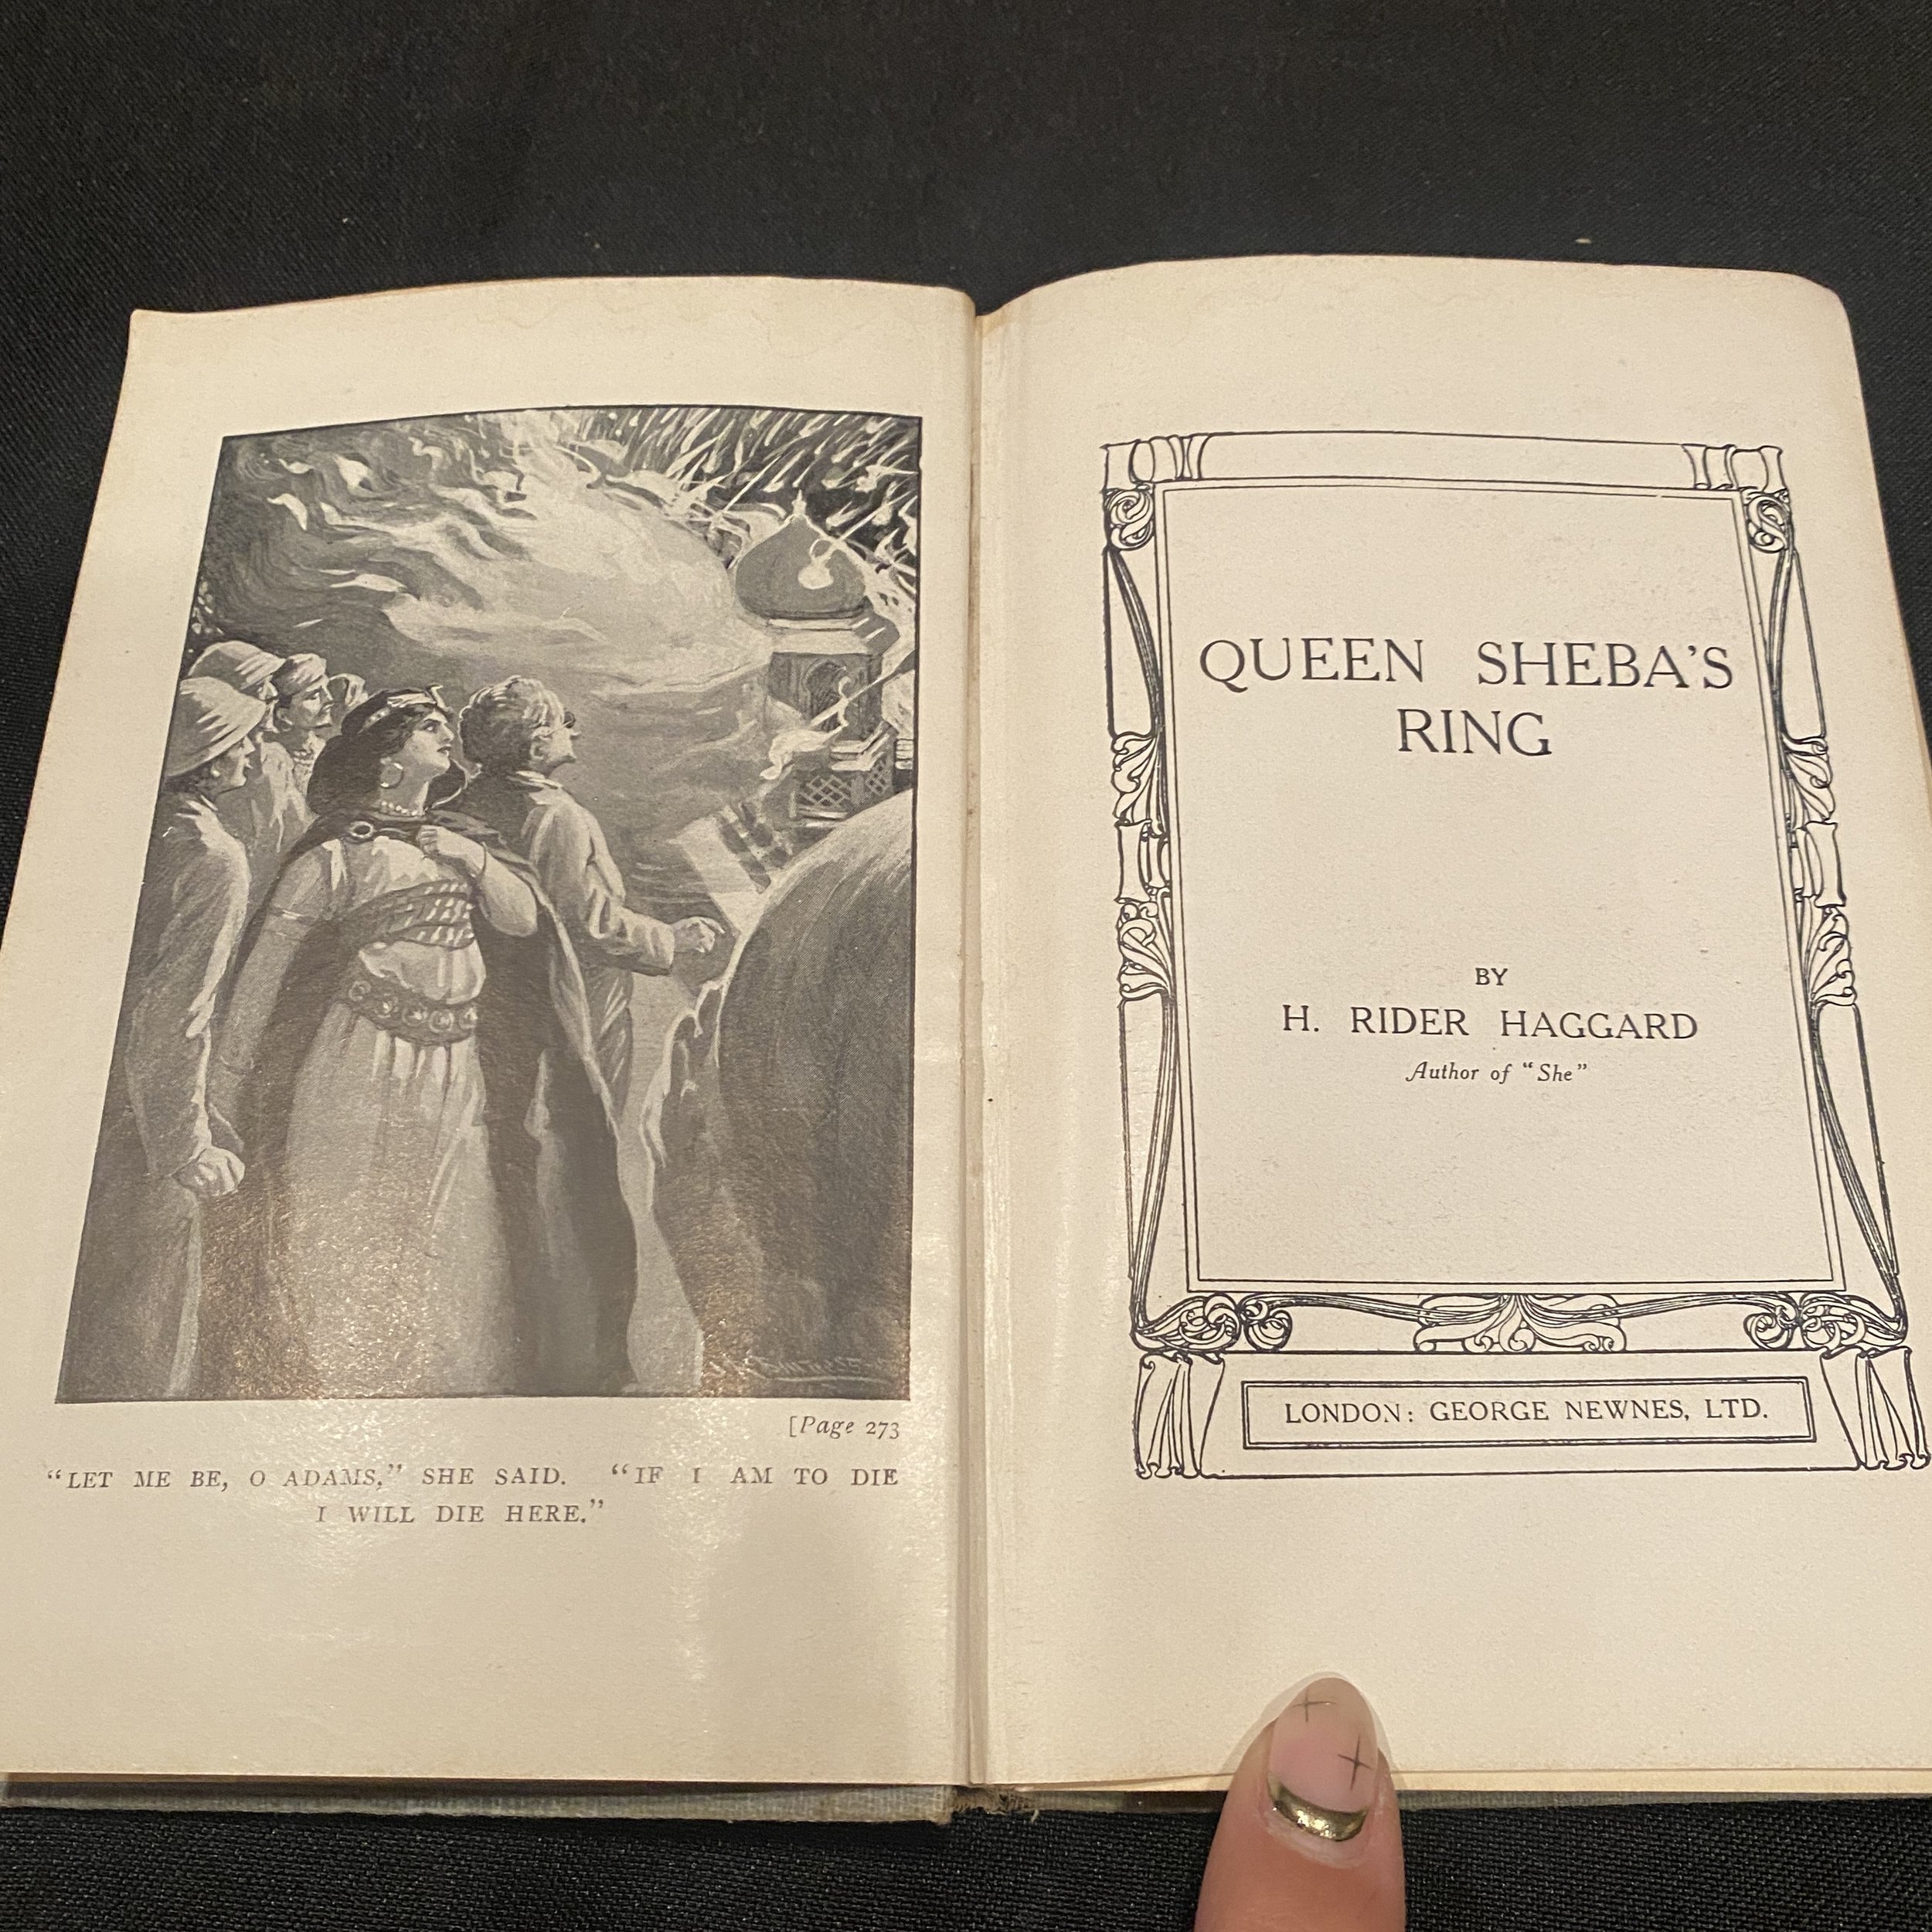 [Page 273
“LET ME BE, O ADAMS,” SHE SAID. “IF I AM TO DIE
I WILL DIE HERE.”
QUEEN SHEBA'S
RING
BY
H. RIDER HAGGARD
Author of “She”
LONDON: GEORGE NEWNES, LTD.